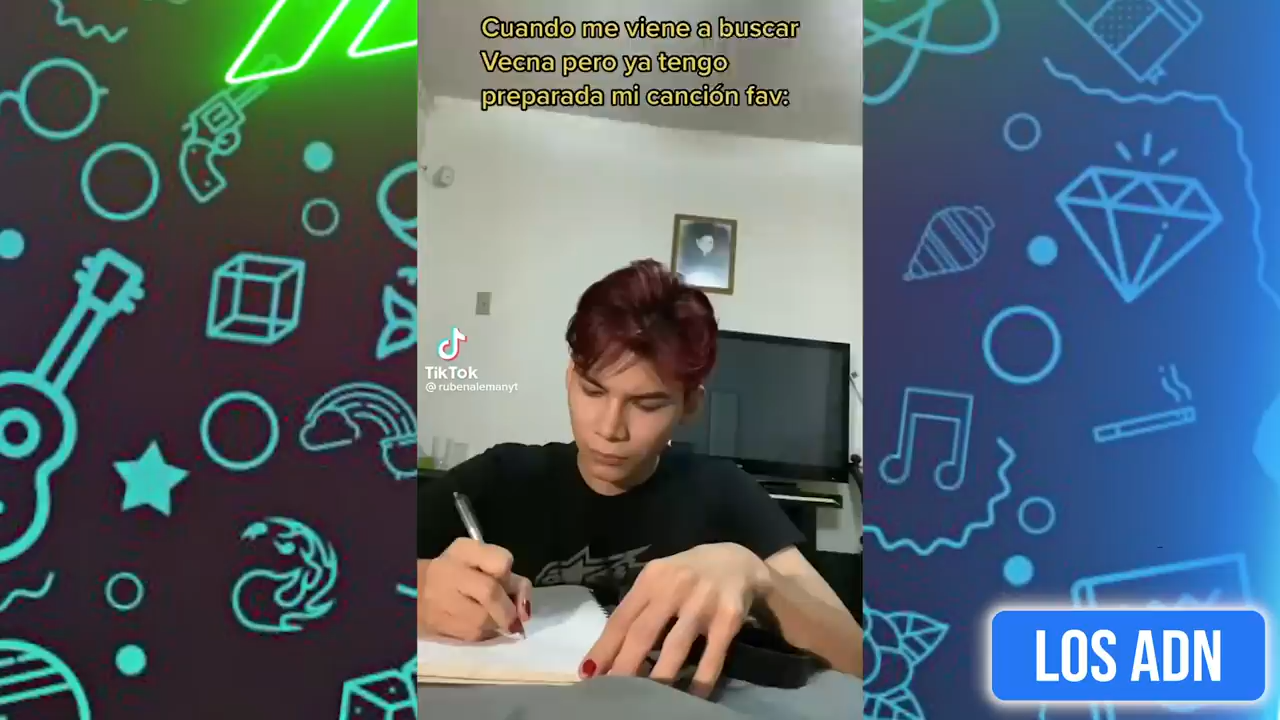 Cuando me viene a buscar
Vecna pero ya tengo
preparada mi canción fav:
TikTok
@rubenalemanyt
LOS ADN